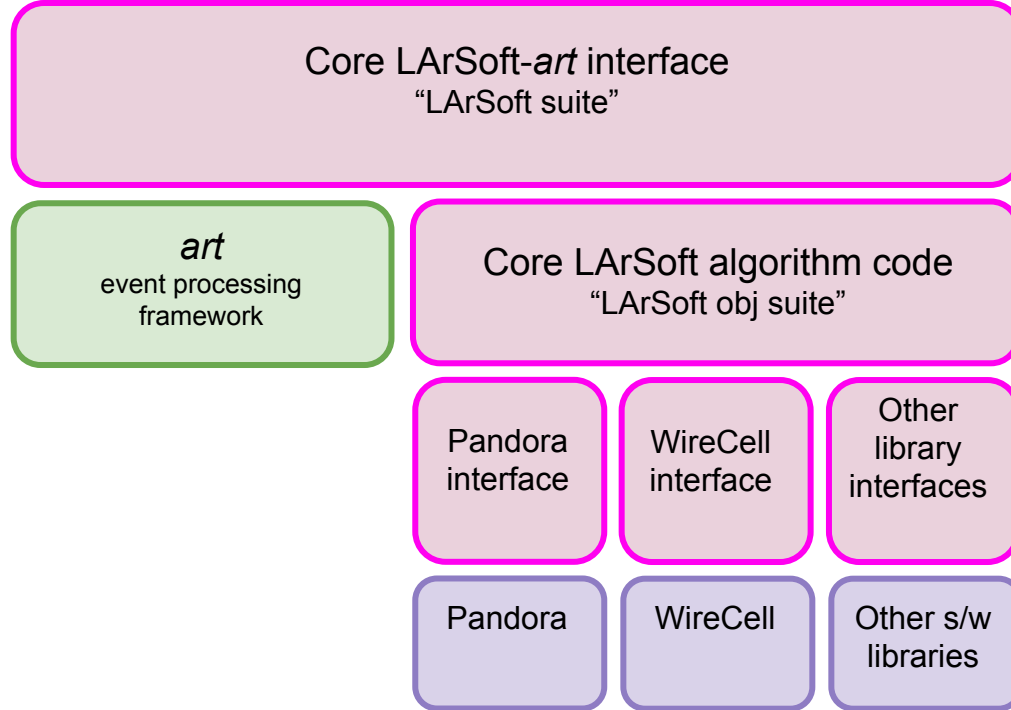 Core LArSoft-art interface
“LArSoft suite”
art
event processing
framework
Core LArSoft algorithm code
“LArSoft obj suite”
Pandora
interface
WireCell
interface
Other
library
interfaces
Pandora
WireCell
Other s/w
libraries